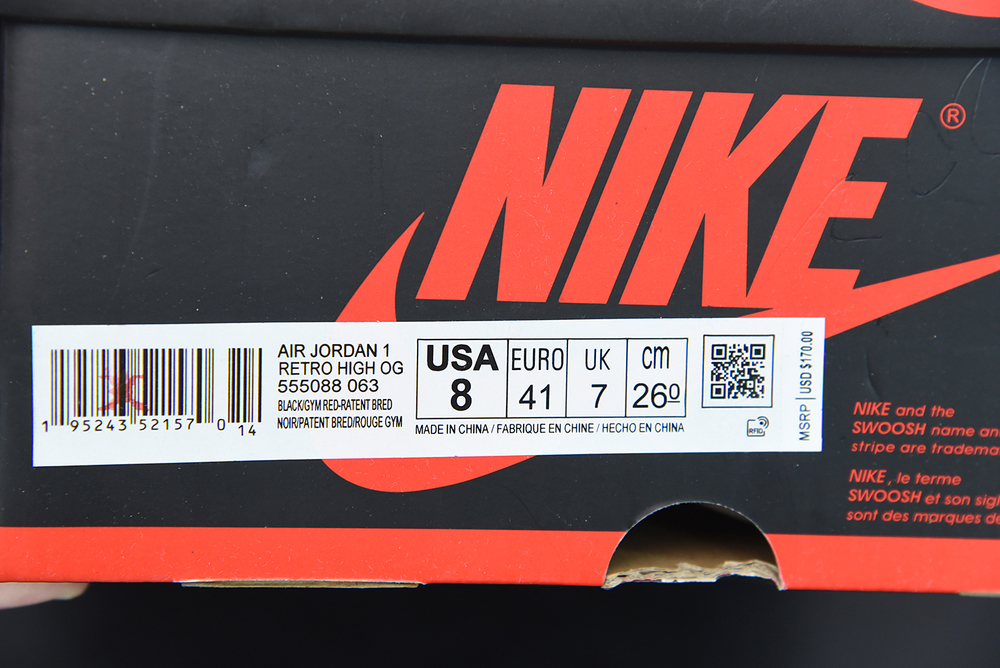 NIKE®
AIR JORDAN 1
RETRO HIGH OG
555088 063
BLACK/GYM RED-RATENT BRED
NOIR/PATENT BRED/ROUGE GYM
1 95243 52157 0 14
USA EURO UK cm
8 41 7 26⁰
MADE IN CHINA / FABRIQUE EN CHINE / HECHO EN CHINA
RFID
MSRP | USD $170.00
NIKE and the
SWOOSH name an
stripe are tradema
NIKE, le terme
SWOOSH et son sig
sont des marques d